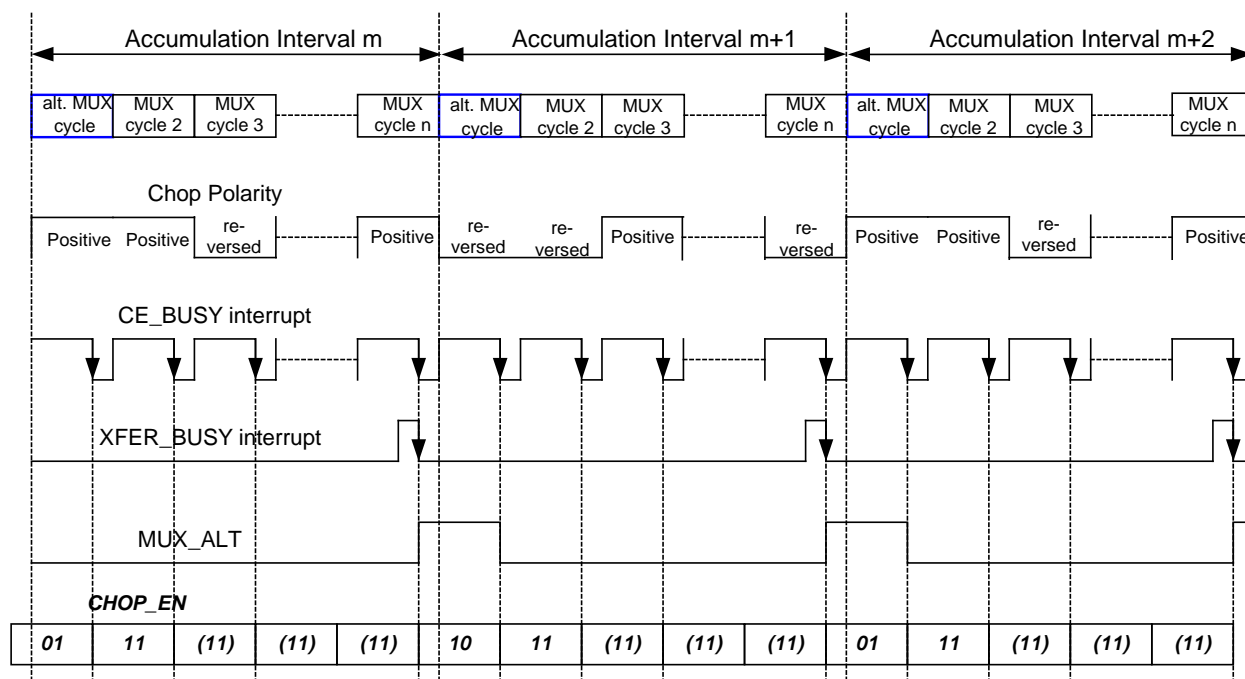 Accumulation Interval m Accumulation Interval m+1 Accumulation Interval m+2
alt. MUX MUX MUX MUX alt. MUX MUX MUX MUX alt. MUX MUX MUX MUX
cycle cycle 2 cycle 3 cycle n cycle cycle 2 cycle 3 cycle n cycle cycle 2 cycle 3 cycle n
Chop Polarity
Positive Positive re- Positive re- re- Positive re- Positive Positive re- Positive
versed versed versed versed versed
CE_BUSY interrupt
XFER_BUSY interrupt
MUX_ALT
CHOP_EN
01 11 (11) (11) (11) 10 11 (11) (11) (11) 01 11 (11) (11) (11)